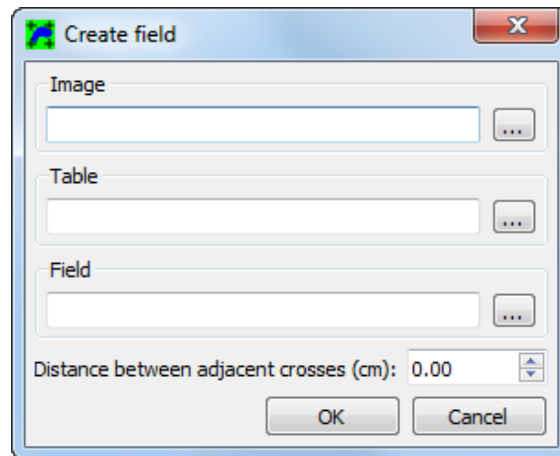 Create field
Image
...
Table
...
Field
...
Distance between adjacent crosses (cm): 0.00
OK Cancel